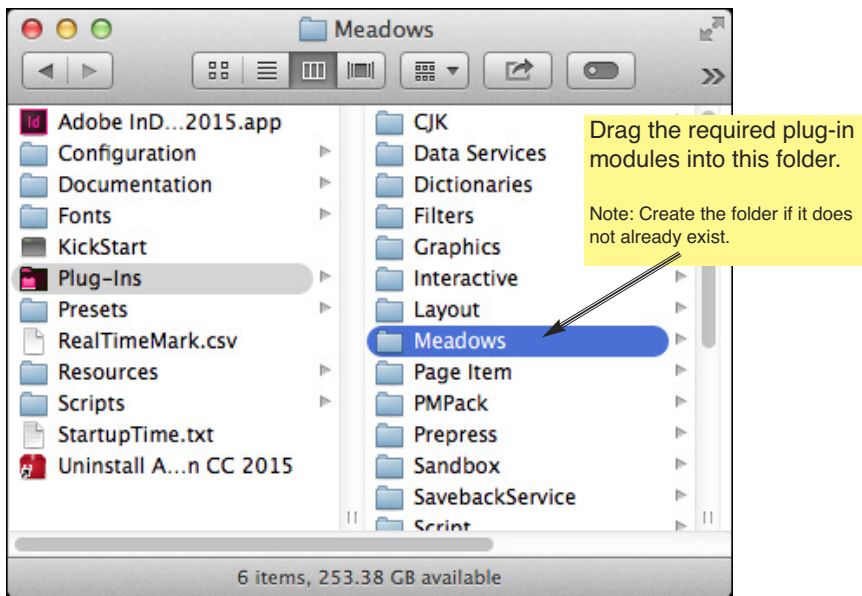 Meadows
Id
Adobe InD...2015.app
Configuration
Documentation
Fonts
KickStart
Plug-Ins
Presets
RealTimeMark.csv
Resources
Scripts
StartupTime.txt
Uninstall A...n CC 2015
CJK
Data Services
Dictionaries
Filters
Graphics
Interactive
Layout
Meadows
Page Item
PMPack
Prepress
Sandbox
SavebackService
Script
Drag the required plug-in
modules into this folder.
Note: Create the folder if it does
not already exist.
6 items, 253.38 GB available